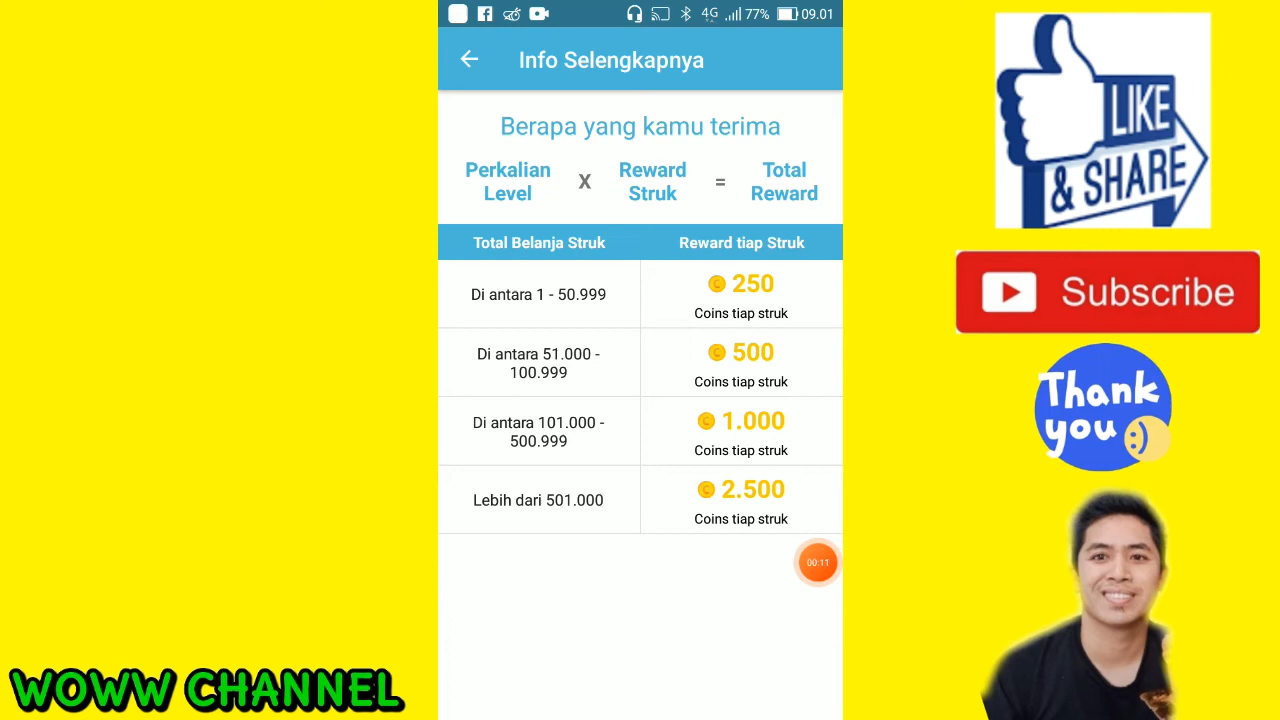 4G 77% 09.01
Info Selengkapnya
Berapa yang kamu terima
Perkalian
Level
X
Reward
Struk
=
Total
Reward
Total Belanja Struk
Reward tiap Struk
Di antara 1 - 50.999
250
Coins tiap struk
Di antara 51.000 -
100.999
500
Coins tiap struk
Di antara 101.000 -
500.999
1.000
Coins tiap struk
Lebih dari 501.000
2.500
Coins tiap struk
00:11
LIKE
& SHARE
Subscribe
Thank
you
WOWW CHANNEL